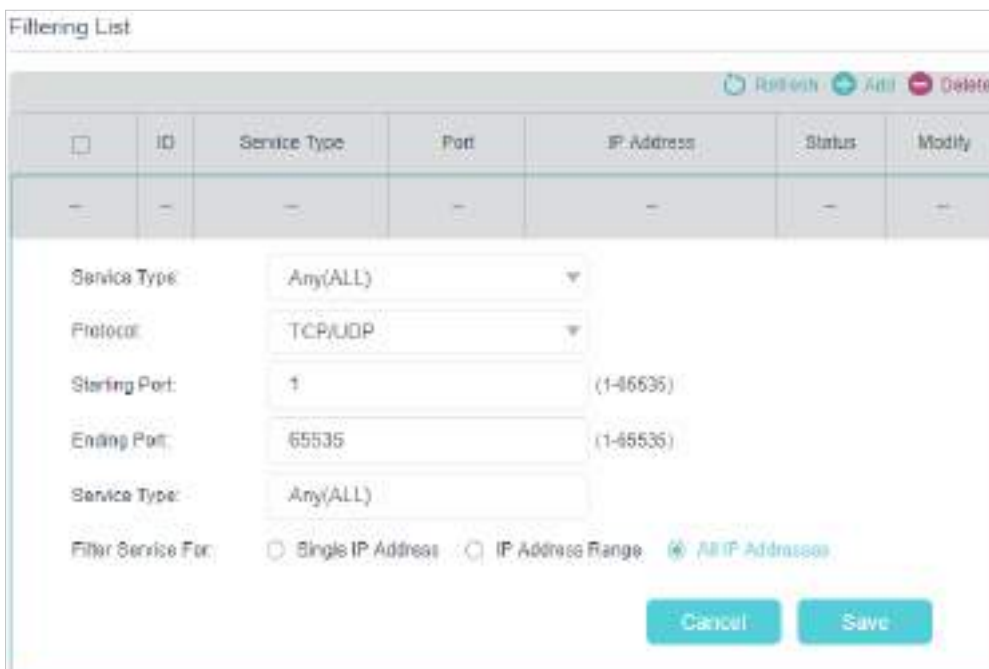 Filtering List
Refresh Add Delete
ID Service Type Port IP Address Status Modify
-- -- -- -- -- -- --
Service Type: Any(ALL)
Protocol: TCP/UDP
Starting Port: 1 (1-65535)
Ending Port: 65535 (1-65535)
Service Type: Any(ALL)
Filter Service For: Single IP Address IP Address Range All IP Addresses
Cancel Save